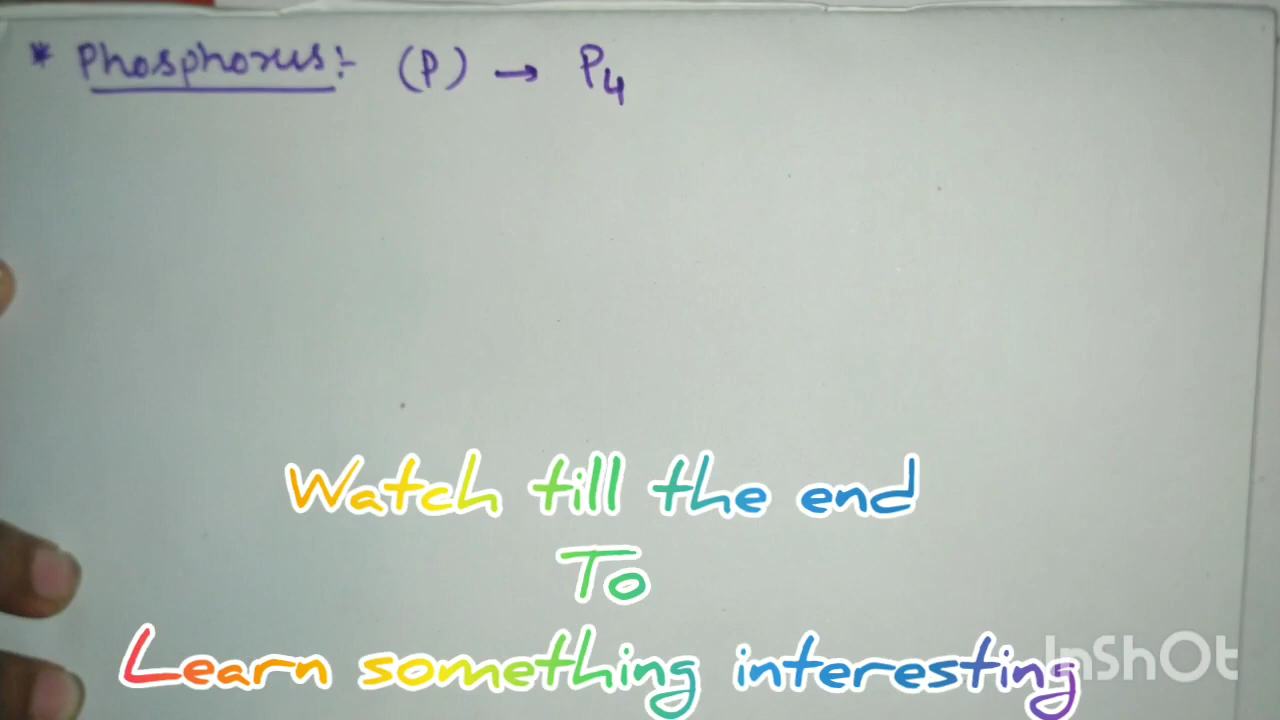 * Phosphorus:- (P) → P₄
Watch till the end
To
Learn something interesting
InShOt